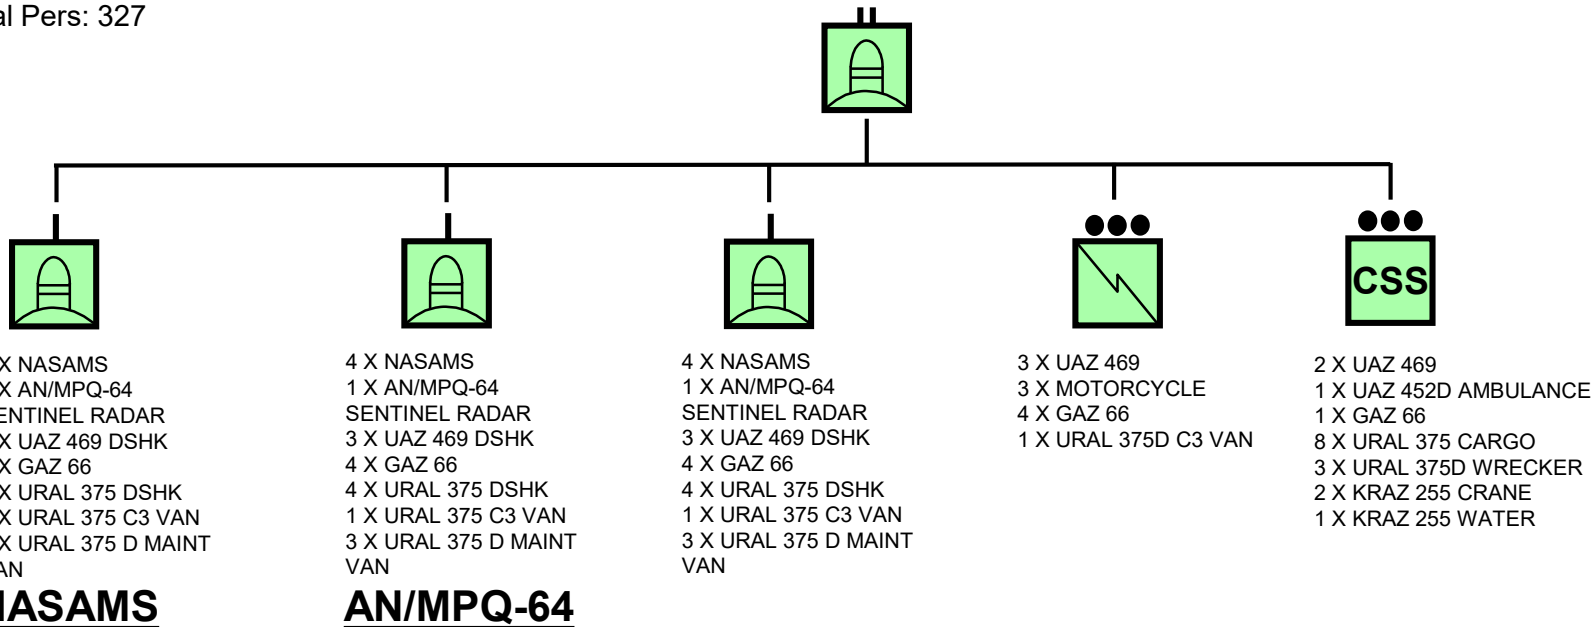 al Pers: 327
CSS
X NASAMS
X AN/MPQ-64
ENTINEL RADAR
X UAZ 469 DSHK
X GAZ 66
X URAL 375 DSHK
X URAL 375 C3 VAN
X URAL 375 D MAINT
AN
NASAMS
4 X NASAMS
1 X AN/MPQ-64
SENTINEL RADAR
3 X UAZ 469 DSHK
4 X GAZ 66
4 X URAL 375 DSHK
1 X URAL 375 C3 VAN
3 X URAL 375 D MAINT
VAN
AN/MPQ-64
4 X NASAMS
1 X AN/MPQ-64
SENTINEL RADAR
3 X UAZ 469 DSHK
4 X GAZ 66
4 X URAL 375 DSHK
1 X URAL 375 C3 VAN
3 X URAL 375 D MAINT
VAN
3 X UAZ 469
3 X MOTORCYCLE
4 X GAZ 66
1 X URAL 375D C3 VAN
2 X UAZ 469
1 X UAZ 452D AMBULANCE
1 X GAZ 66
8 X URAL 375 CARGO
3 X URAL 375D WRECKER
2 X KRAZ 255 CRANE
1 X KRAZ 255 WATER